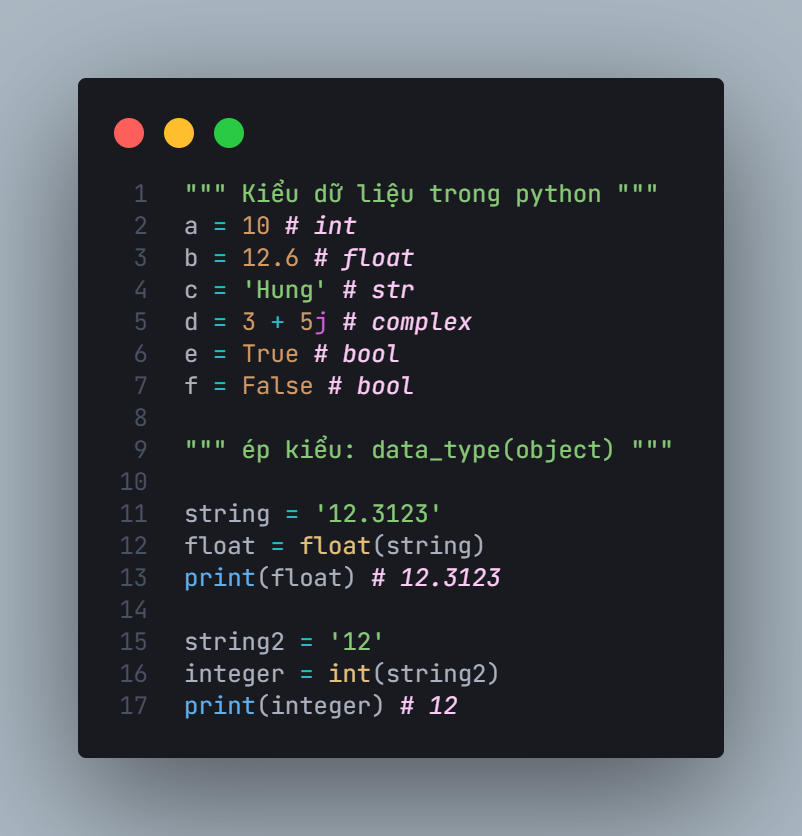 1 """ Kiểu dữ liệu trong python """
2 a = 10 # int
3 b = 12.6 # float
4 c = 'Hung' # str
5 d = 3 + 5j # complex
6 e = True # bool
7 f = False # bool
8
9 """ ép kiểu: data_type(object) """
10
11 string = '12.3123'
12 float = float(string)
13 print(float) # 12.3123
14
15 string2 = '12'
16 integer = int(string2)
17 print(integer) # 12